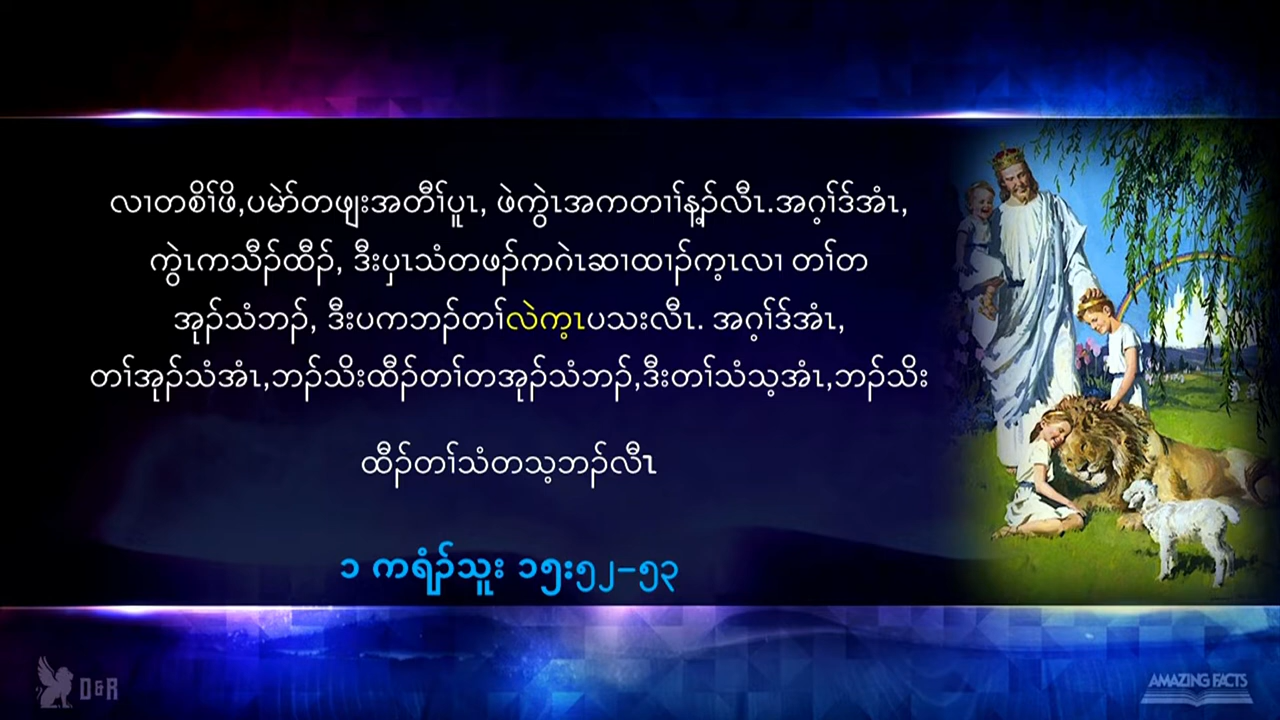 လၢတစိၢ်ဖိ,ပမဲာ်တဖျးအတီၢ်ပူၤ, ဖဲကွဲၤအကတၢၢ်န့ၣ်လီၤ.အဂ့ၢ်ဒ်အံၤ,
ကွဲၤကသီၣ်ထီၣ်, ဒီးပှၤသံတဖၣ်ကဂဲၤဆၢထၢၣ်က့ၤလၢ တၢ်တ
အုၣ်သံဘၣ်, ဒီးပကဘၣ်တၢ်လဲက့ၤပသးလီၤ. အဂ့ၢ်ဒ်အံၤ,
တၢ်အုၣ်သံအံၤ,ဘၣ်သိးထီၣ်တၢ်တအုၣ်သံဘၣ်,ဒီးတၢ်သံသ့အံၤ,ဘၣ်သိး
ထီၣ်တၢ်သံတသ့ဘၣ်လီၤ
၁ ကရံၣ်သူး ၁၅း၅၂–၅၃
D&R
AMAZING FACTS